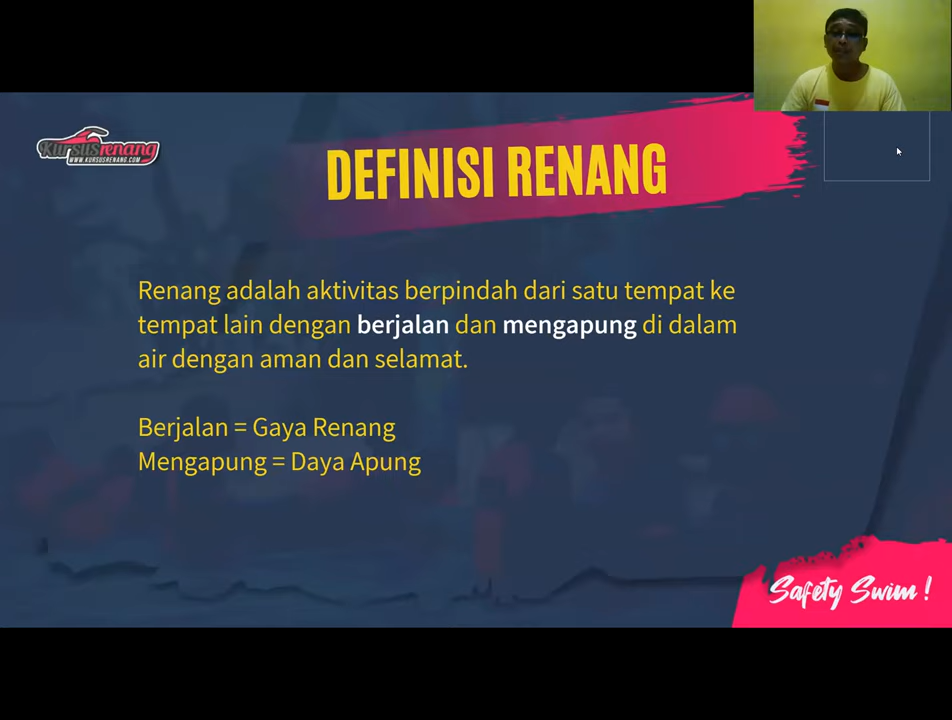 Kursusrenang
WWW.KURSUSRENANG.COM
DEFINISI RENANG
Renang adalah aktivitas berpindah dari satu tempat ke
tempat lain dengan berjalan dan mengapung di dalam
air dengan aman dan selamat.
Berjalan = Gaya Renang
Mengapung = Daya Apung
Safety Swim !